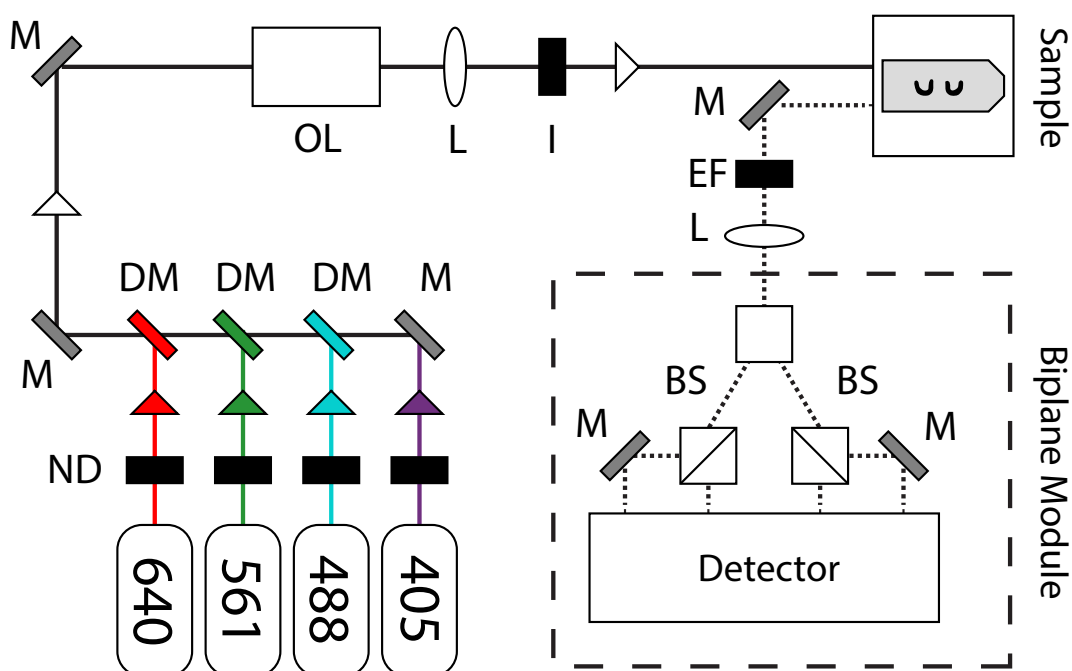 M
OL
L
I
M
Sample
EF
L
DM
DM
DM
M
M
BS
BS
M
M
ND
Detector
Biplane Module
640
561
488
405